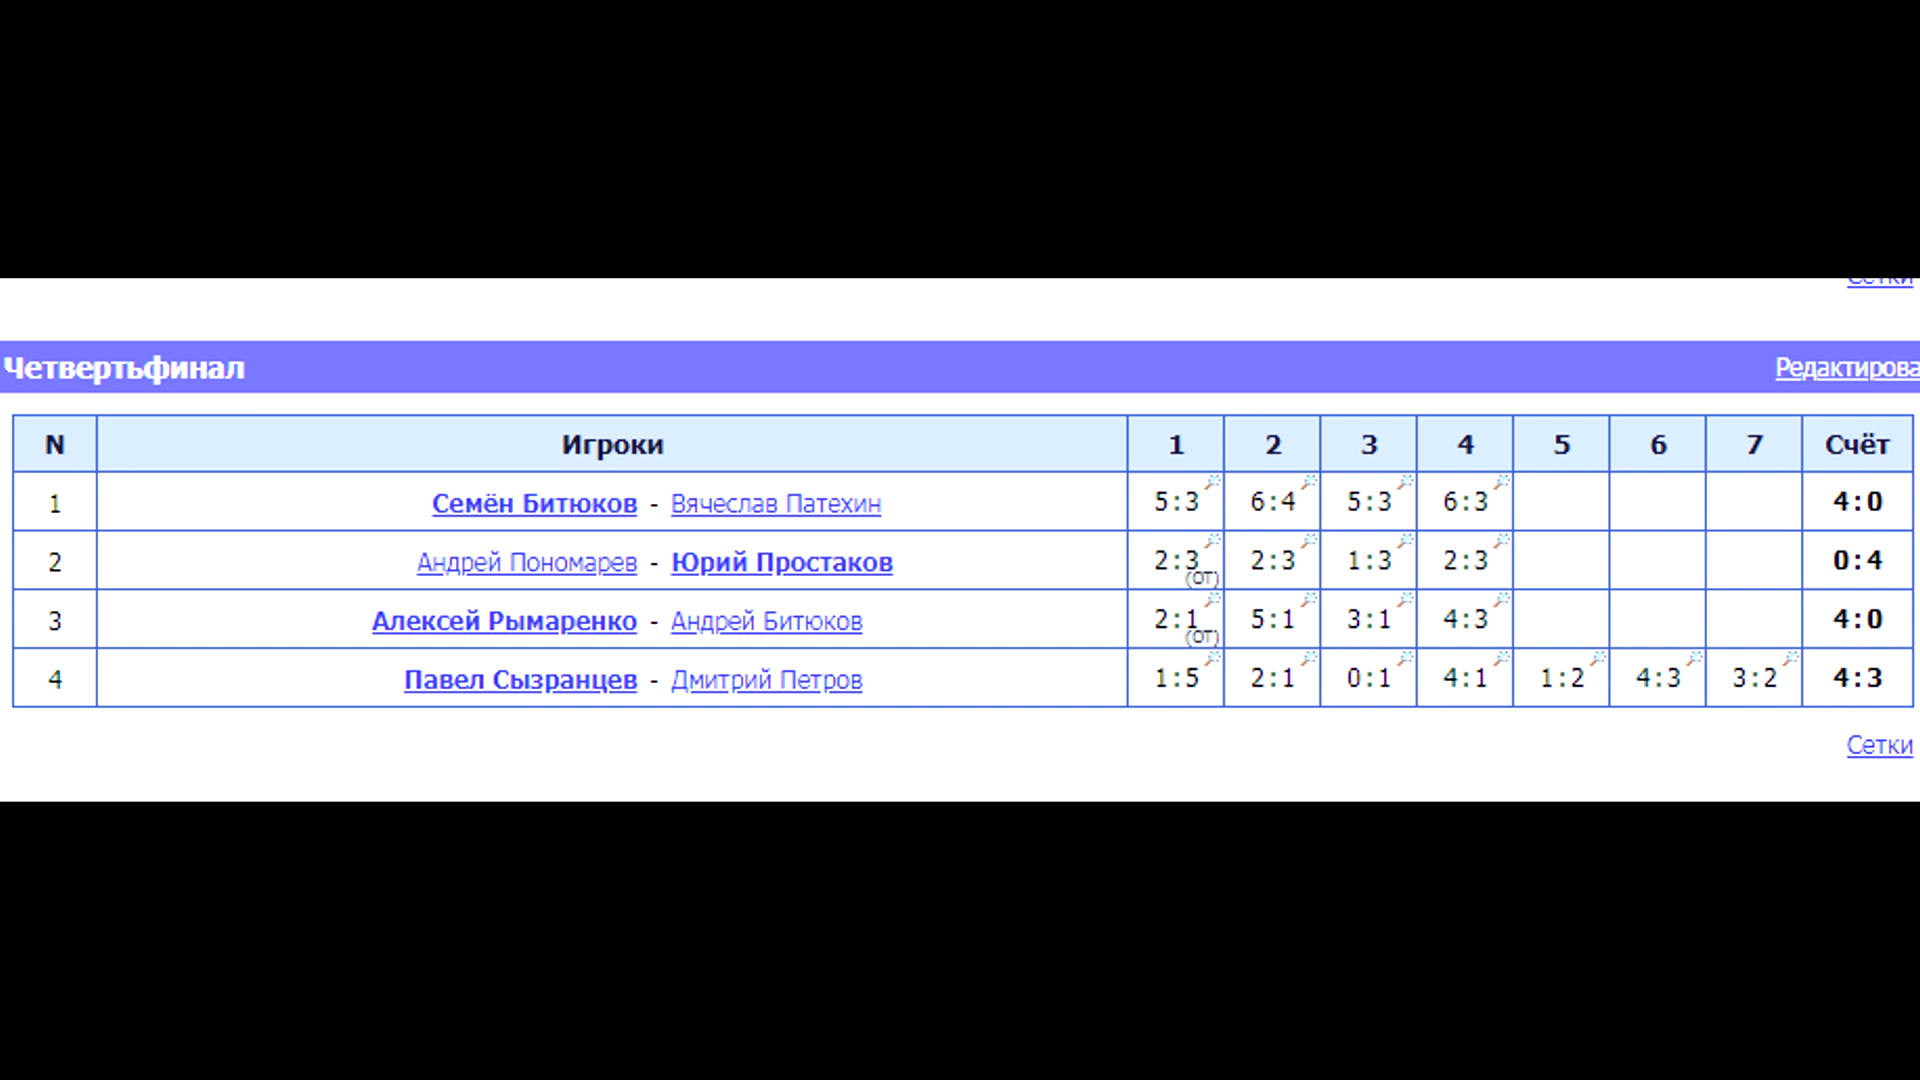 Сетки
Четвертьфинал Редактирова
N Игроки 1 2 3 4 5 6 7 Счёт
1 Семён Битюков - Вячеслав Патехин 5:3 6:4 5:3 6:3 4:0
2 Андрей Пономарев - Юрий Простаков 2:3 (ОТ) 2:3 1:3 2:3 0:4
3 Алексей Рымаренко - Андрей Битюков 2:1 (ОТ) 5:1 3:1 4:3 4:0
4 Павел Сызранцев - Дмитрий Петров 1:5 2:1 0:1 4:1 1:2 4:3 3:2 4:3
Сетки